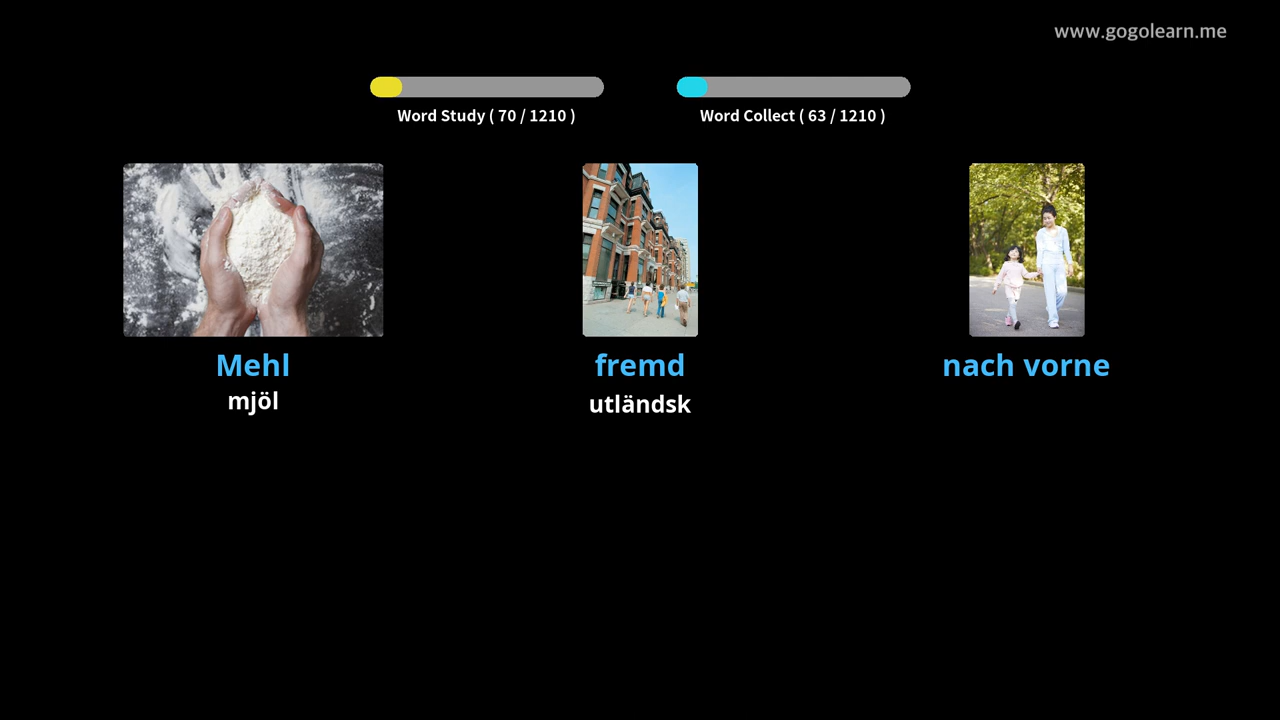 www.gogolearn.me
Word Study ( 70 / 1210 )
Word Collect ( 63 / 1210 )
Mehl
mjöl
fremd
utländsk
nach vorne